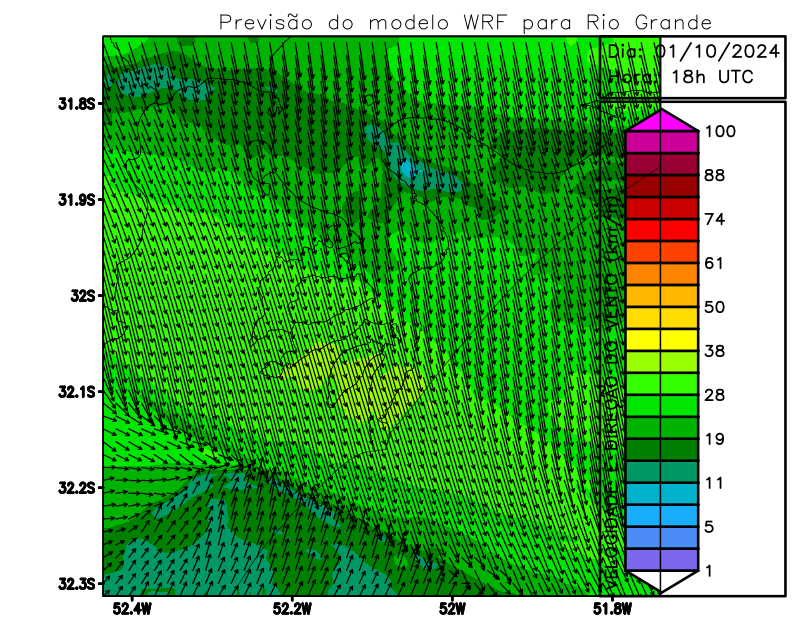 Previsão do modelo WRF para Rio Grande
Dia: 01/10/2024
Hora: 18h UTC
31.8S
31.9S
32S
32.1S
32.2S
32.3S
52.4W
52.2W
52W
51.8W
VELOCIDADE E DIREÇÃO DO VENTO (km/h)
100
88
74
61
50
38
28
19
11
5
1